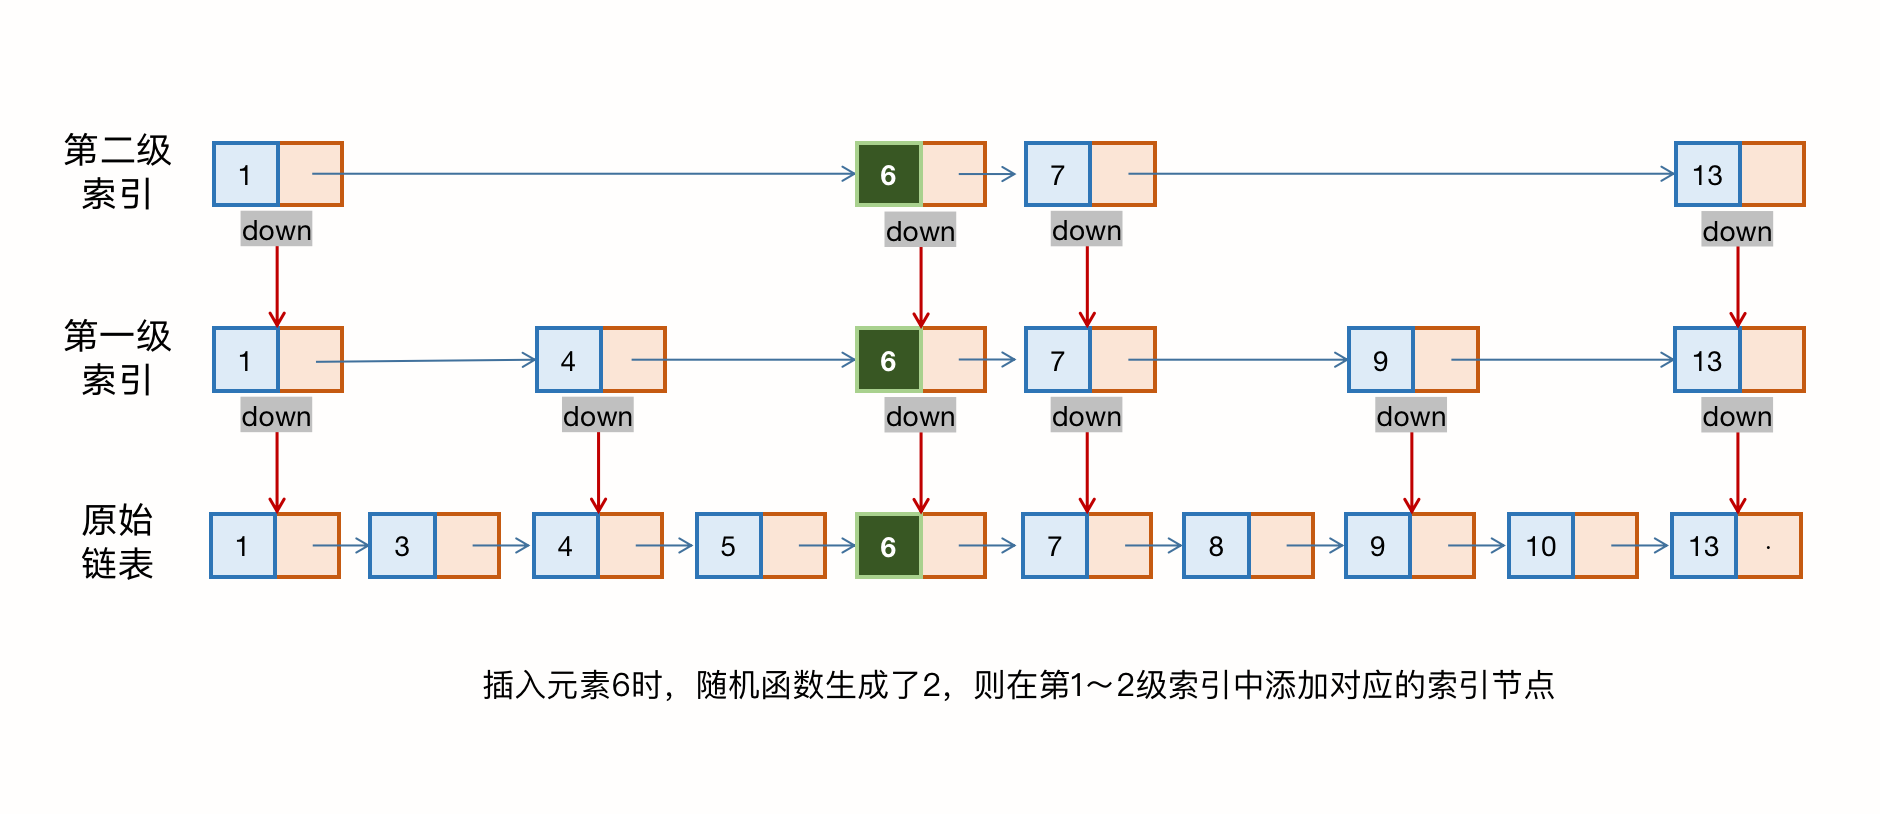 第二级
索引
1 6 7 13
down down down down
第一级
索引
1 4 6 7 9 13
down down down down down down
原始
链表
1 3 4 5 6 7 8 9 10 13
插入元素6时，随机函数生成了2，则在第1～2级索引中添加对应的索引节点